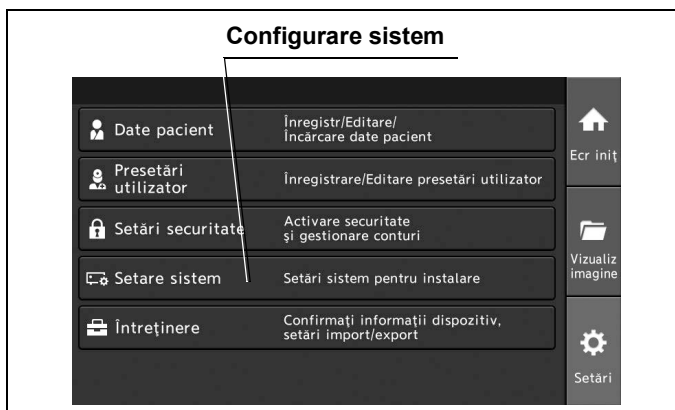 Configurare sistem
Date pacient
Înregistr/Editare/
Încărcare date pacient
Presetări
utilizator
Înregistrare/Editare presetări utilizator
Setări securitate
Activare securitate
și gestionare conturi
Setare sistem
Setări sistem pentru instalare
Întreținere
Confirmați informații dispozitiv,
setări import/export
Ecr iniț
Vizualiz
imagine
Setări